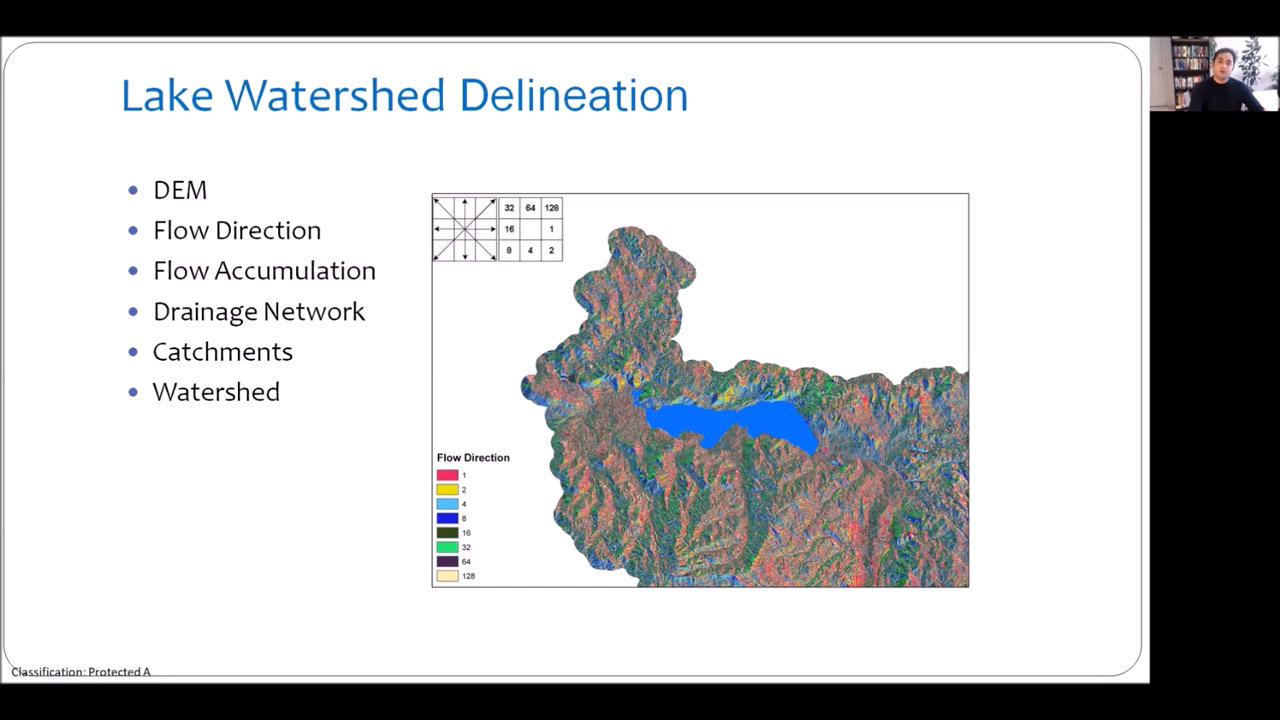 Lake Watershed Delineation
DEM
Flow Direction
Flow Accumulation
Drainage Network
Catchments
Watershed
32 64 128
16 1
8 4 2
Flow Direction
1
2
4
8
16
32
64
128
Classification: Protected A